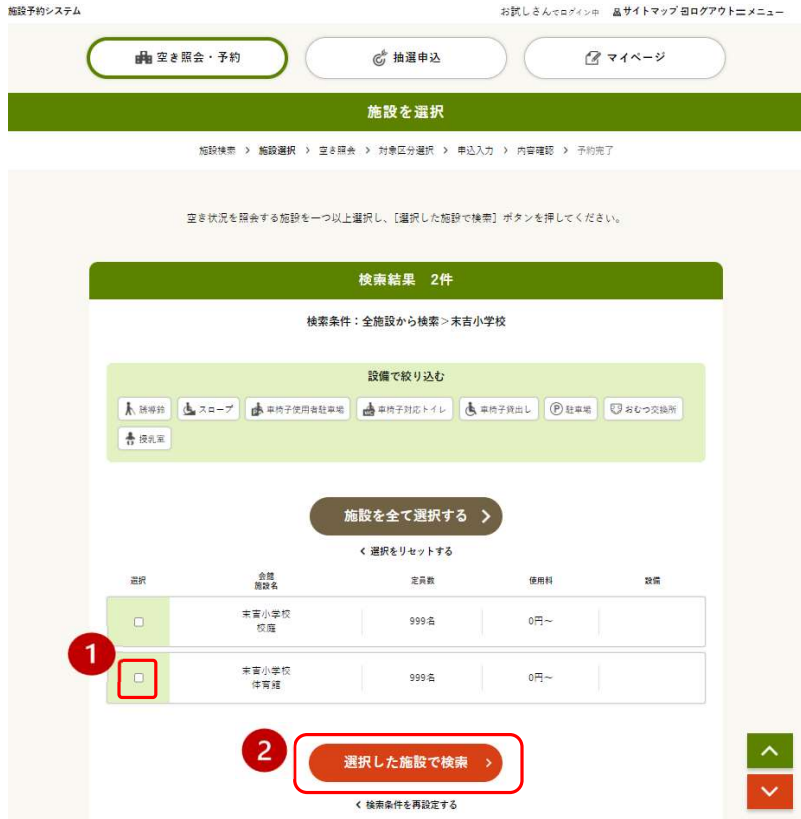 施設予約システム
お試しさんでログイン中 サイトマップ ログアウト メニュー
空き照会・予約 抽選申込 マイページ
施設を選択
施設検索 > 施設選択 > 空き照会 > 対象区分選択 > 申込入力 > 内容確認 > 予約完了
空き状況を照会する施設を一つ以上選択し、[選択した施設で検索] ボタンを押してください。
検索結果 2件
検索条件:全施設から検索>末吉小学校
設備で絞り込む
誘導鈴 スロープ 車椅子使用者駐車場 車椅子対応トイレ 車椅子貸出し 駐車場 おむつ交換所
授乳室
施設を全て選択する
選択をリセットする
選択 会館 施設名 定員数 使用料 設備
末吉小学校
校庭
999名 0円~
1
末吉小学校
体育館
999名 0円~
2
選択した施設で検索
検索条件を再設定する